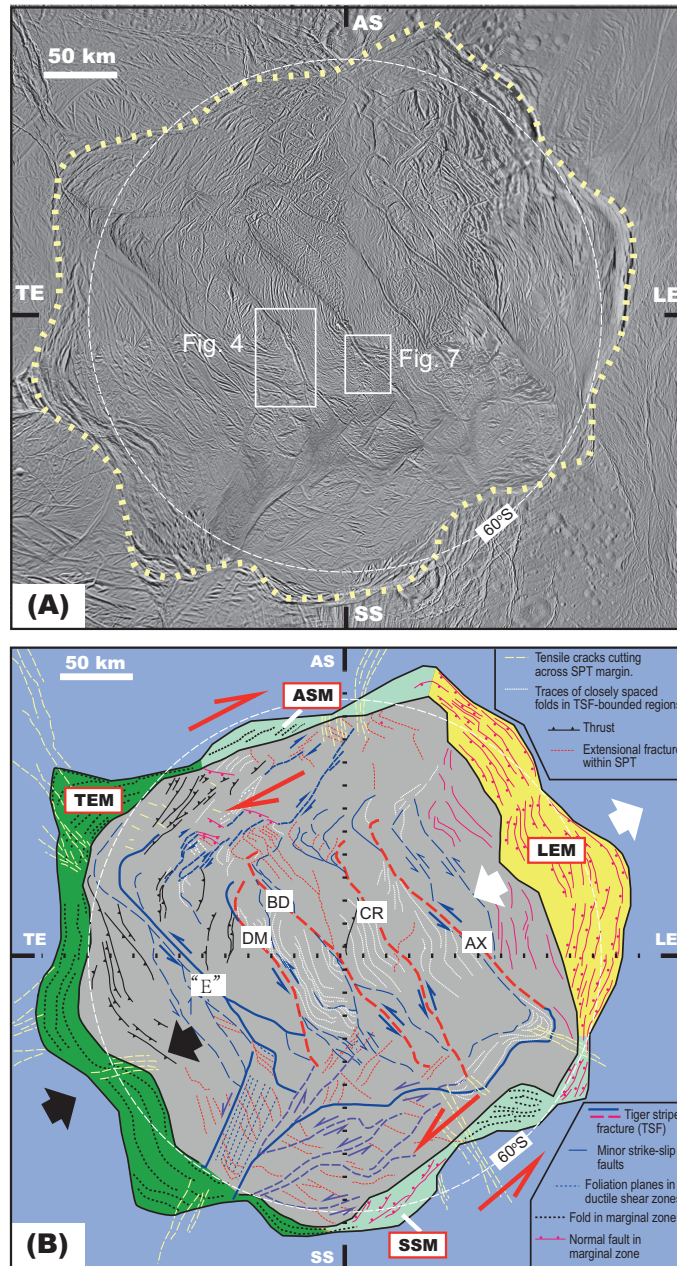 AS
50 km
TE
LE
Fig. 4
Fig. 7
60°S
(A)
SS
50 km
AS
Tensile cracks cutting
across SPT margin.
Traces of closely spaced
folds in TSF-bounded regions
Thrust
Extensional fracture
within SPT
ASM
TEM
LEM
BD
CR
DM
AX
TE
LE
"E"
60°S
Tiger stripe
fracture (TSF)
Minor strike-slip
faults
Foliation planes in
ductile shear zones
Fold in marginal zone
Normal fault in
marginal zone
SSM
(B)
SS